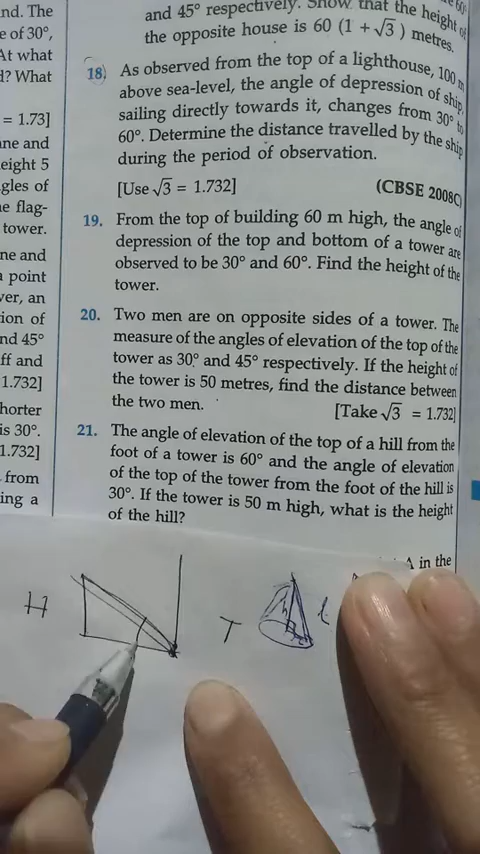 nd. The
e of 30°,
At what
d? What
= 1.73]
ane and
eight 5
gles of
e flag-
tower.
ne and
a point
ver, an
ion of
nd 45°
ff and
1.732]
horter
is 30°.
1.732]
from
ing a
and 45° respectively. Show that the height of
the opposite house is 60 (1 + √3 ) metres.
18. As observed from the top of a lighthouse, 100 m
above sea-level, the angle of depression of ship,
sailing directly towards it, changes from 30° to
60°. Determine the distance travelled by the ship
during the period of observation.
[Use √3 = 1.732] (CBSE 2008C)
19. From the top of building 60 m high, the angle of
depression of the top and bottom of a tower are
observed to be 30° and 60°. Find the height of the
tower.
20. Two men are on opposite sides of a tower. The
measure of the angles of elevation of the top of the
tower as 30° and 45° respectively. If the height of
the tower is 50 metres, find the distance between
the two men. [Take √3 = 1.732]
21. The angle of elevation of the top of a hill from the
foot of a tower is 60° and the angle of elevation
of the top of the tower from the foot of the hill is
30°. If the tower is 50 m high, what is the height
of the hill?
A in the
H T h l